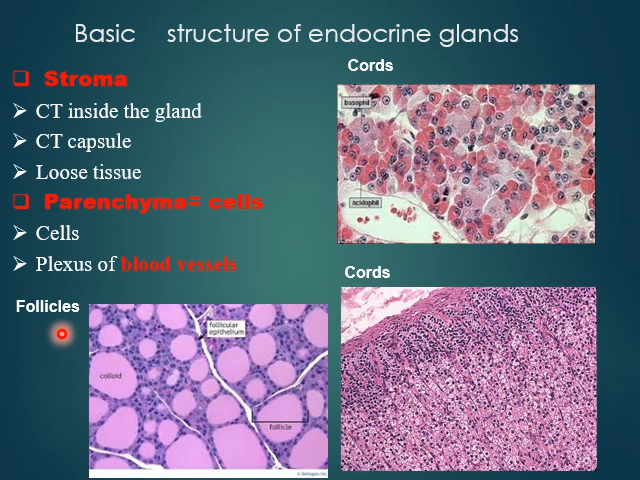 Basic structure of endocrine glands
❑ Stroma
➢ CT inside the gland
➢ CT capsule
➢ Loose tissue
❑ Parenchyma= cells
➢ Cells
➢ Plexus of blood vessels
Cords
basophil
acidophil
Cords
Follicles
follicular
epithelium
colloid
follicle